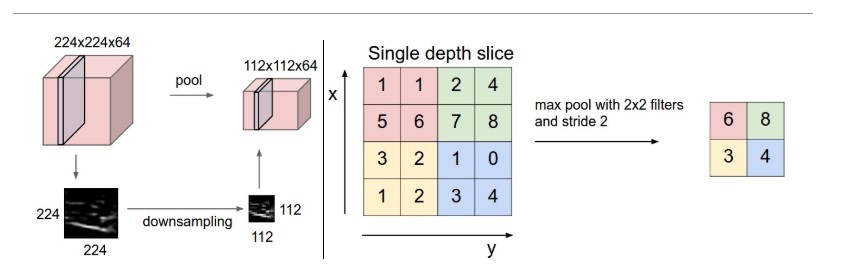 224x224x64
pool
112x112x64
224
224
downsampling
112
112
Single depth slice
x
1 1 2 4
5 6 7 8
3 2 1 0
1 2 3 4
y
max pool with 2x2 filters
and stride 2
6 8
3 4